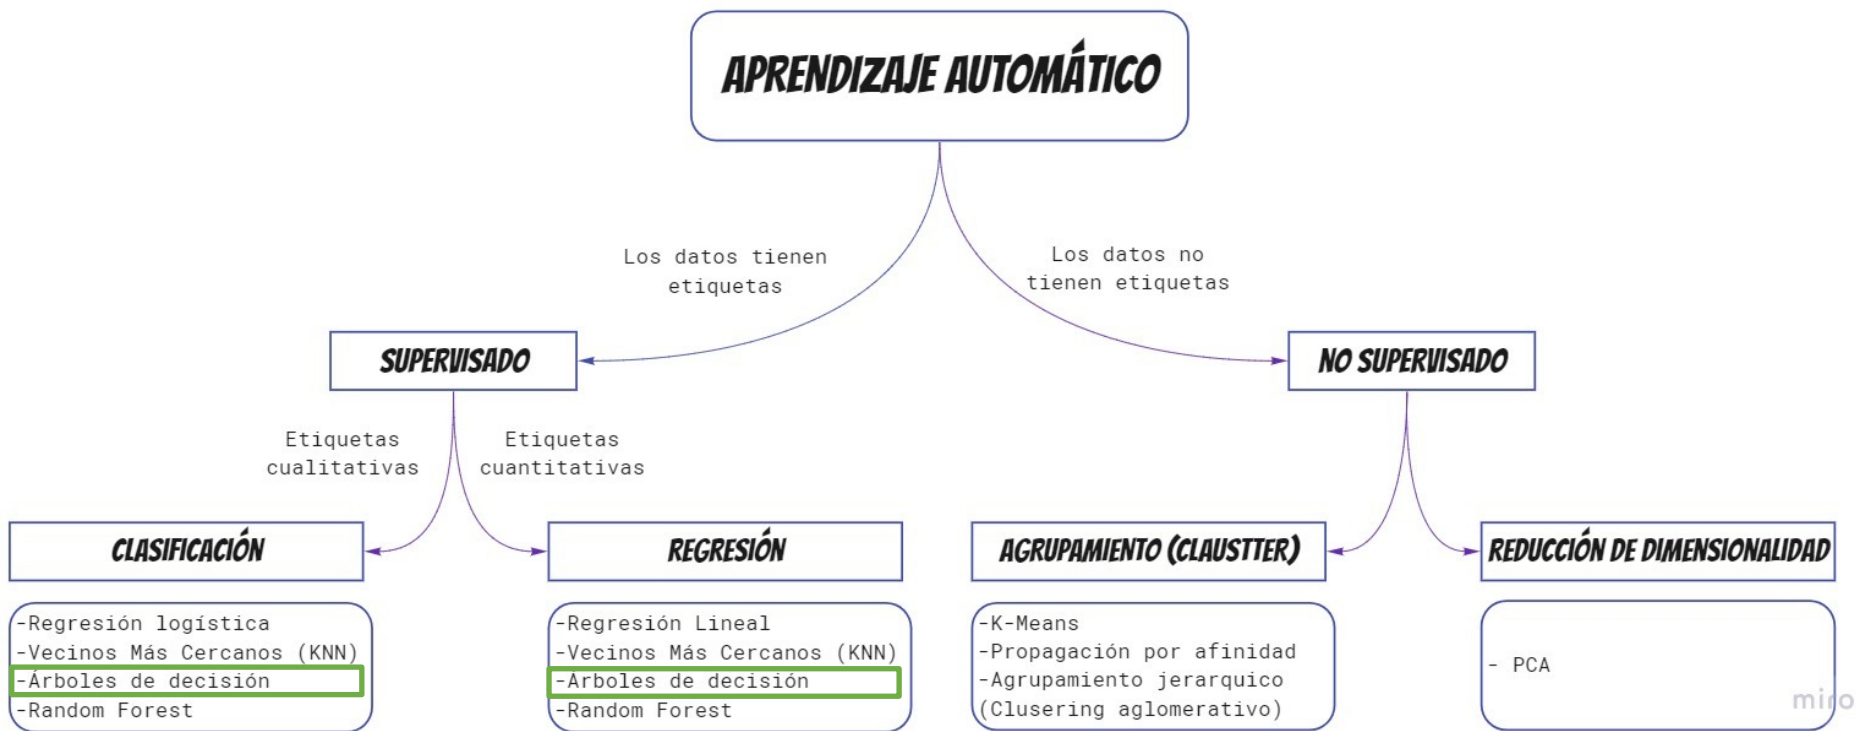 APRENDIZAJE AUTOMÁTICO
Los datos tienen
etiquetas
Los datos no
tienen etiquetas
SUPERVISADO
NO SUPERVISADO
Etiquetas
cualitativas
Etiquetas
cuantitativas
CLASIFICACIÓN
REGRESIÓN
AGRUPAMIENTO (CLAUSTTER)
REDUCCIÓN DE DIMENSIONALIDAD
-Regresión logística
-Vecinos Más Cercanos (KNN)
-Árboles de decisión
-Random Forest
-Regresión Lineal
-Vecinos Más Cercanos (KNN)
-Árboles de decisión
-Random Forest
-K-Means
-Propagación por afinidad
-Agrupamiento jerarquico
(Clusering aglomerativo)
- PCA
miro